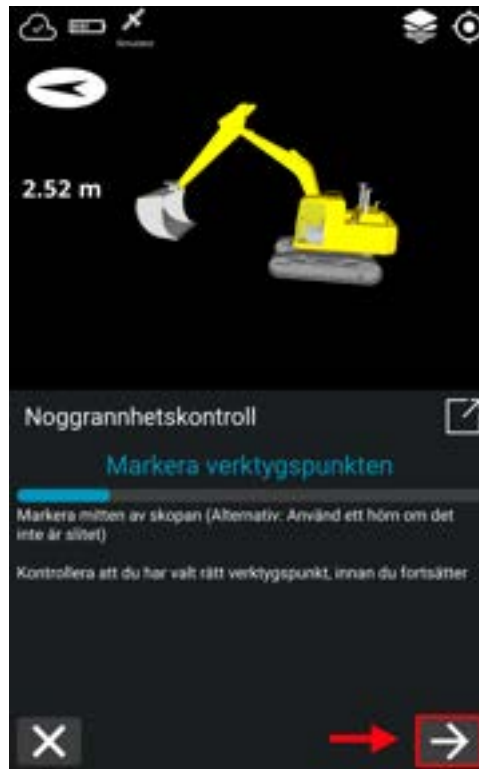 Simulated
2.52 m
Noggrannhetskontroll
Markera verktygspunkten
Markera mitten av skopan (Alternativ: Använd ett hörn om det
inte är slitet)
Kontrollera att du har valt rätt verktygspunkt, innan du fortsätter